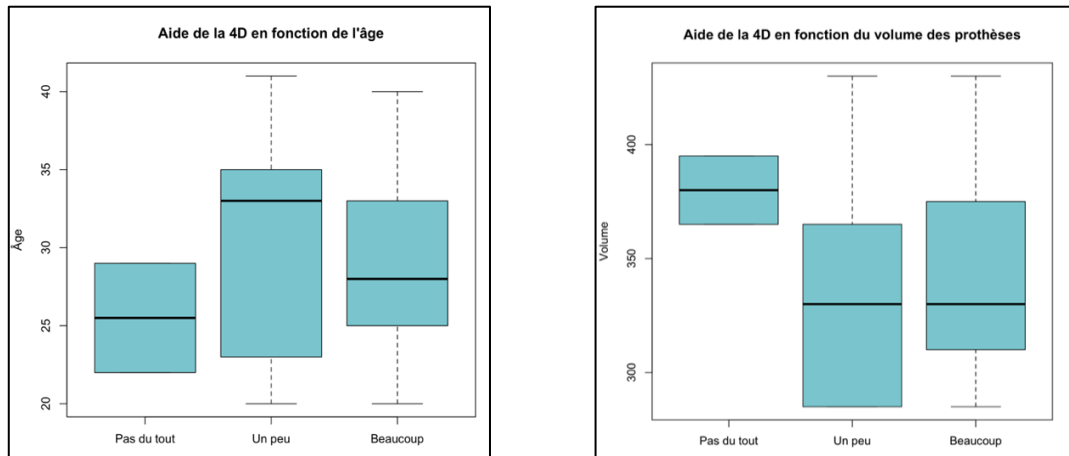 Aide de la 4D en fonction de l'âge
Âge
40
35
30
25
20
Pas du tout
Un peu
Beaucoup
Aide de la 4D en fonction du volume des prothèses
Volume
400
350
300
Pas du tout
Un peu
Beaucoup